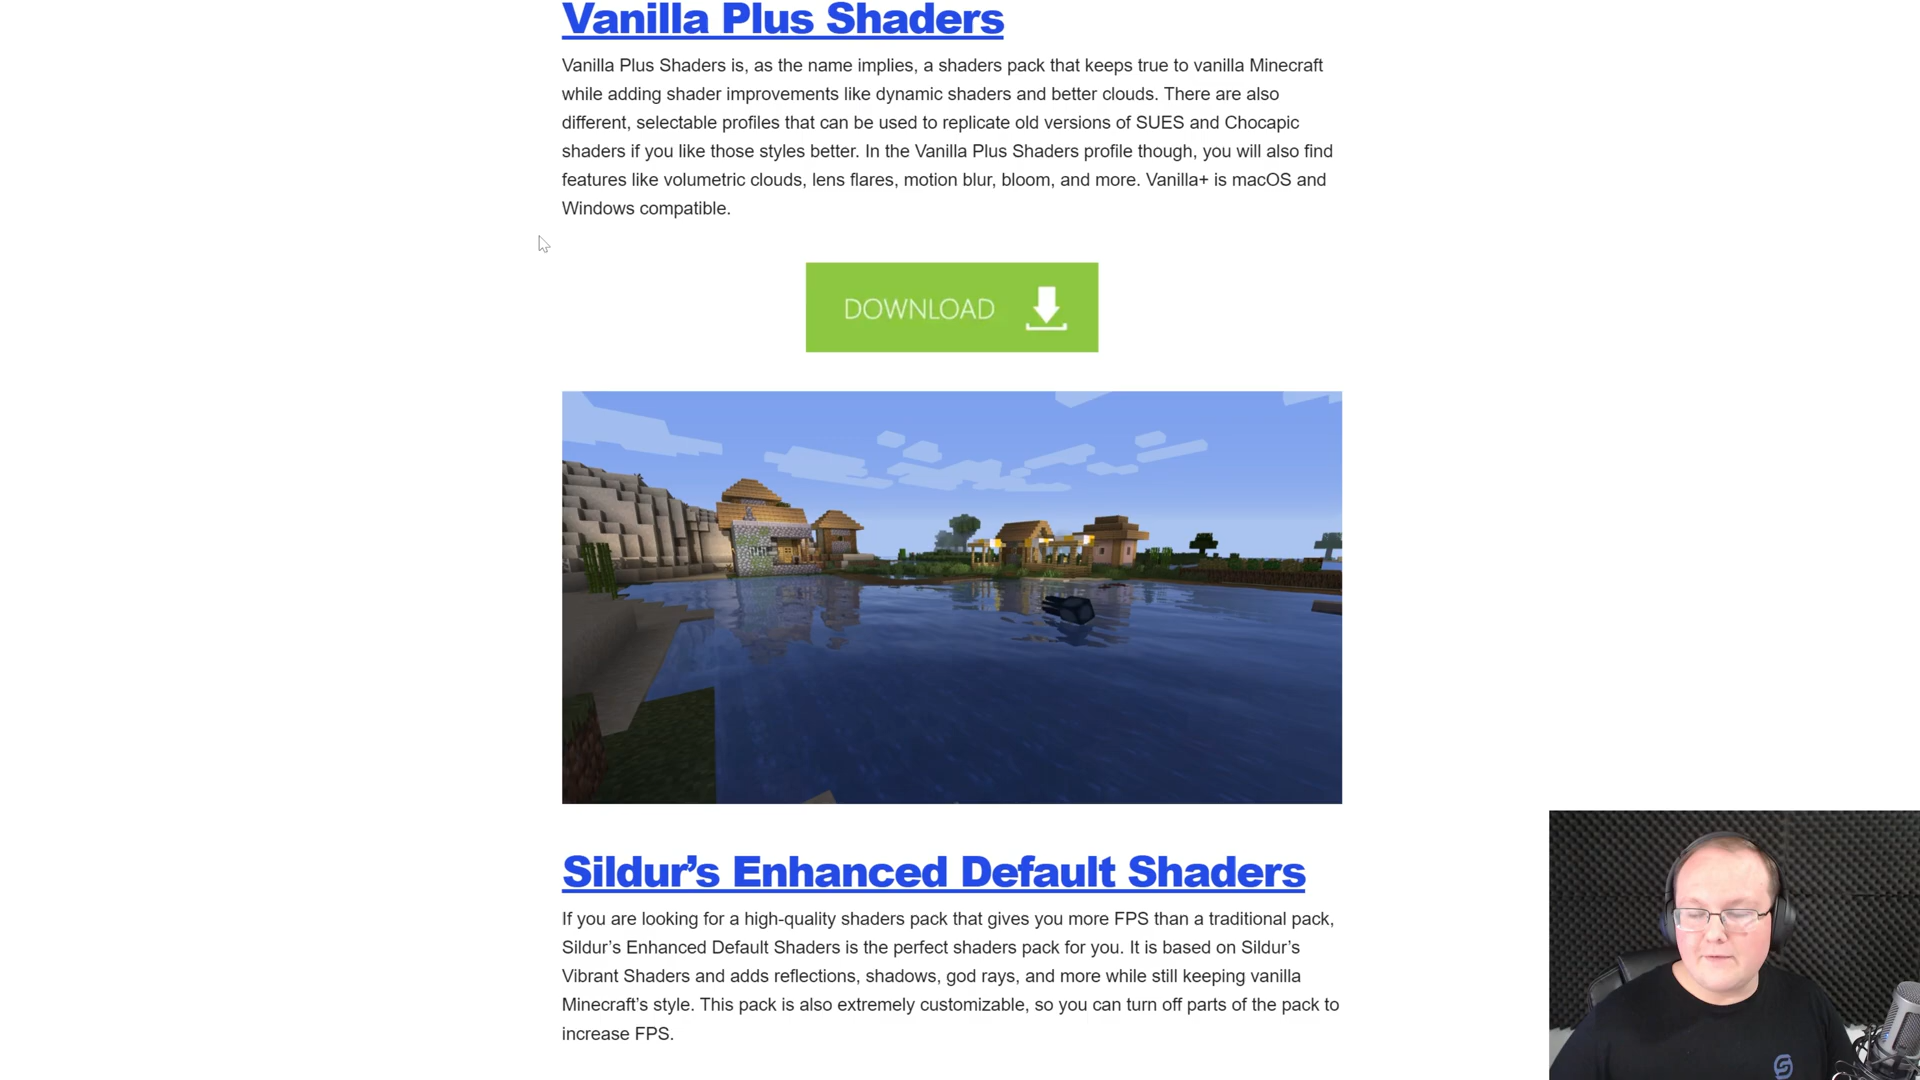 Vanilla Plus Shaders
Vanilla Plus Shaders is, as the name implies, a shaders pack that keeps true to vanilla Minecraft
while adding shader improvements like dynamic shaders and better clouds. There are also
different, selectable profiles that can be used to replicate old versions of SUES and Chocapic
shaders if you like those styles better. In the Vanilla Plus Shaders profile though, you will also find
features like volumetric clouds, lens flares, motion blur, bloom, and more. Vanilla+ is macOS and
Windows compatible.
DOWNLOAD
Sildur’s Enhanced Default Shaders
If you are looking for a high-quality shaders pack that gives you more FPS than a traditional pack,
Sildur’s Enhanced Default Shaders is the perfect shaders pack for you. It is based on Sildur’s
Vibrant Shaders and adds reflections, shadows, god rays, and more while still keeping vanilla
Minecraft’s style. This pack is also extremely customizable, so you can turn off parts of the pack to
increase FPS.